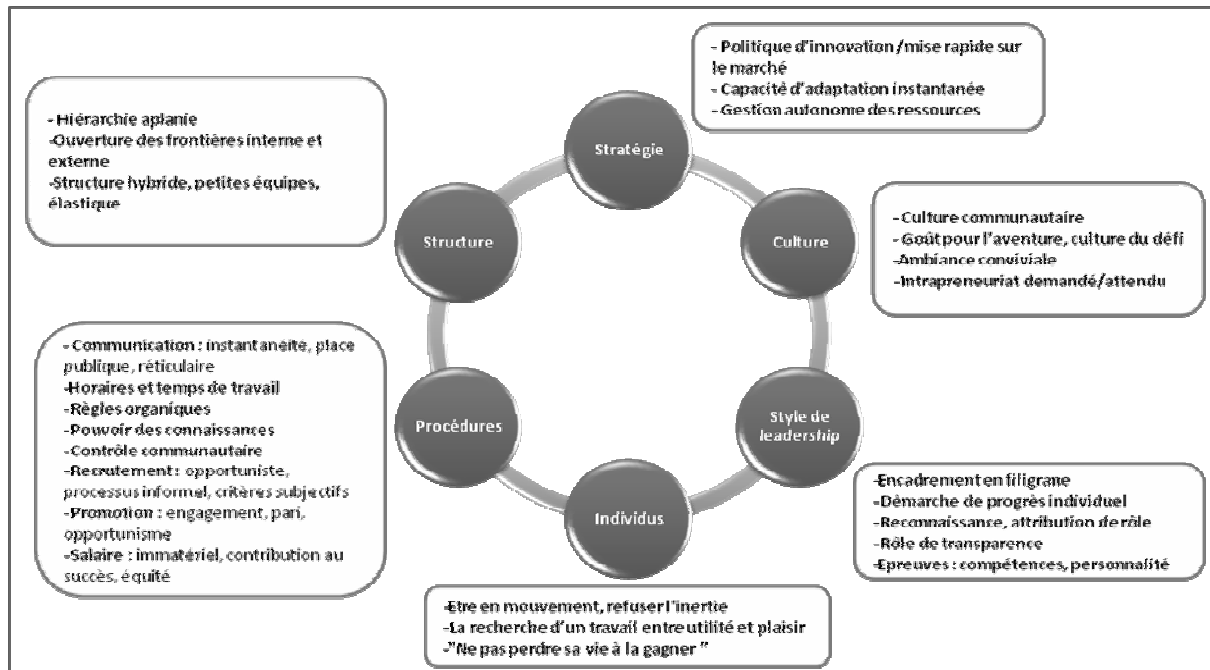 - Politique d'innovation /mise rapide sur
le marché
- Capacité d'adaptation instantanée
- Gestion autonome des ressources
Stratégie
- Hiérarchie aplanie
-Ouverture des frontières interne et
externe
-Structure hybride, petites équipes,
élastique
Structure
Culture
- Culture communautaire
- Goût pour l'aventure, culture du défi
-Ambiance conviviale
-Intrapreneuriat demandé/attendu
- Communication : instantanéité, place
publique, réticulaire
-Horaires et temps de travail
-Règles organiques
-Pouvoir des connaissances
-Contrôle communautaire
-Recrutement : opportuniste,
processus informel, critères subjectifs
-Promotion : engagement, pari,
opportunisme
-Salaire : immatériel, contribution au
succès, équité
Procédures
Style de
leadership
-Encadrement en filigrane
-Démarche de progrès individuel
-Reconnaissance, attribution de rôle
-Rôle de transparence
-Epreuves : compétences, personnalité
Individus
-Etre en mouvement, refuser l'inertie
-La recherche d'un travail entre utilité et plaisir
-"Ne pas perdre sa vie à la gagner "